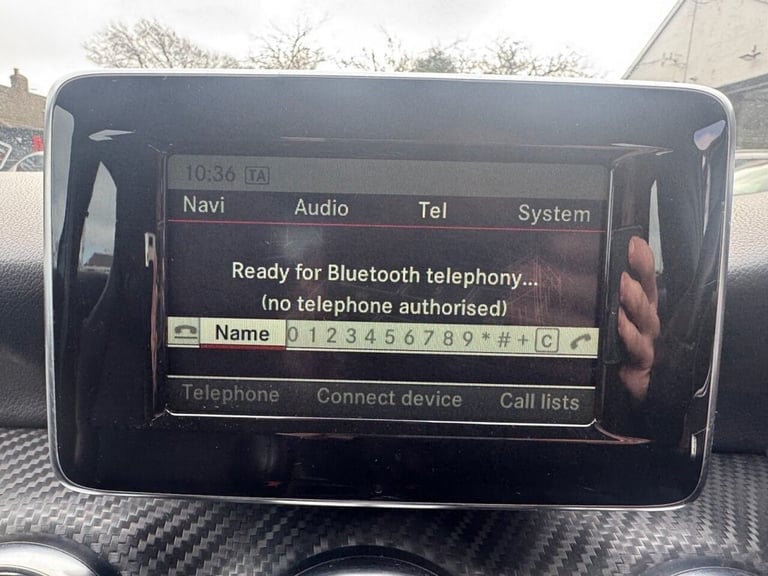 10:36 TA
Navi Audio Tel System
Ready for Bluetooth telephony...
(no telephone authorised)
Name 0 1 2 3 4 5 6 7 8 9 * # + C
Telephone Connect device Call lists